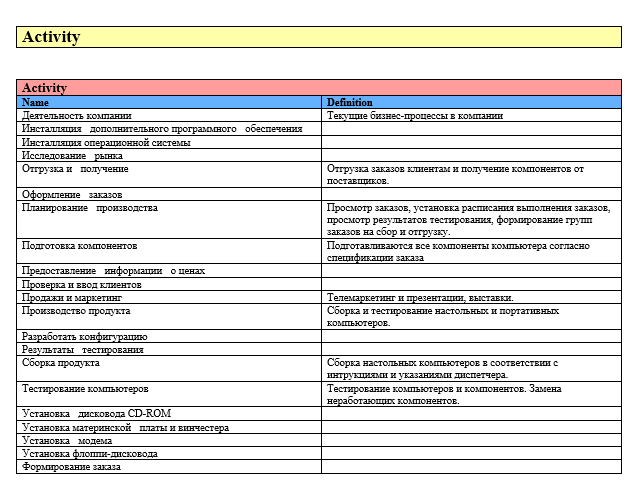 Activity
Activity
Name Definition
Деятельность компании Текущие бизнес-процессы в компании
Инсталляция дополнительного программного обеспечения
Инсталляция операционной системы
Исследование рынка
Отгрузка и получение Отгрузка заказов клиентам и получение компонентов от
поставщиков.
Оформление заказов
Планирование производства Просмотр заказов, установка расписания выполнения заказов,
просмотр результатов тестирования, формирование групп
заказов на сбор и отгрузку.
Подготовка компонентов Подготавливаются все компоненты компьютера согласно
спецификации заказа
Предоставление информации о ценах
Проверка и ввод клиентов
Продажи и маркетинг Телемаркетинг и презентации, выставки.
Производство продукта Сборка и тестирование настольных и портативных
компьютеров.
Разработать конфигурацию
Результаты тестирования
Сборка продукта Сборка настольных компьютеров в соответствии с
интрукциями и указаниями диспетчера.
Тестирование компьютеров Тестирование компьютеров и компонентов. Замена
неработающих компонентов.
Установка дисковода CD-ROM
Установка материнской платы и винчестера
Установка модема
Установка флоппи-дисковода
Формирование заказа